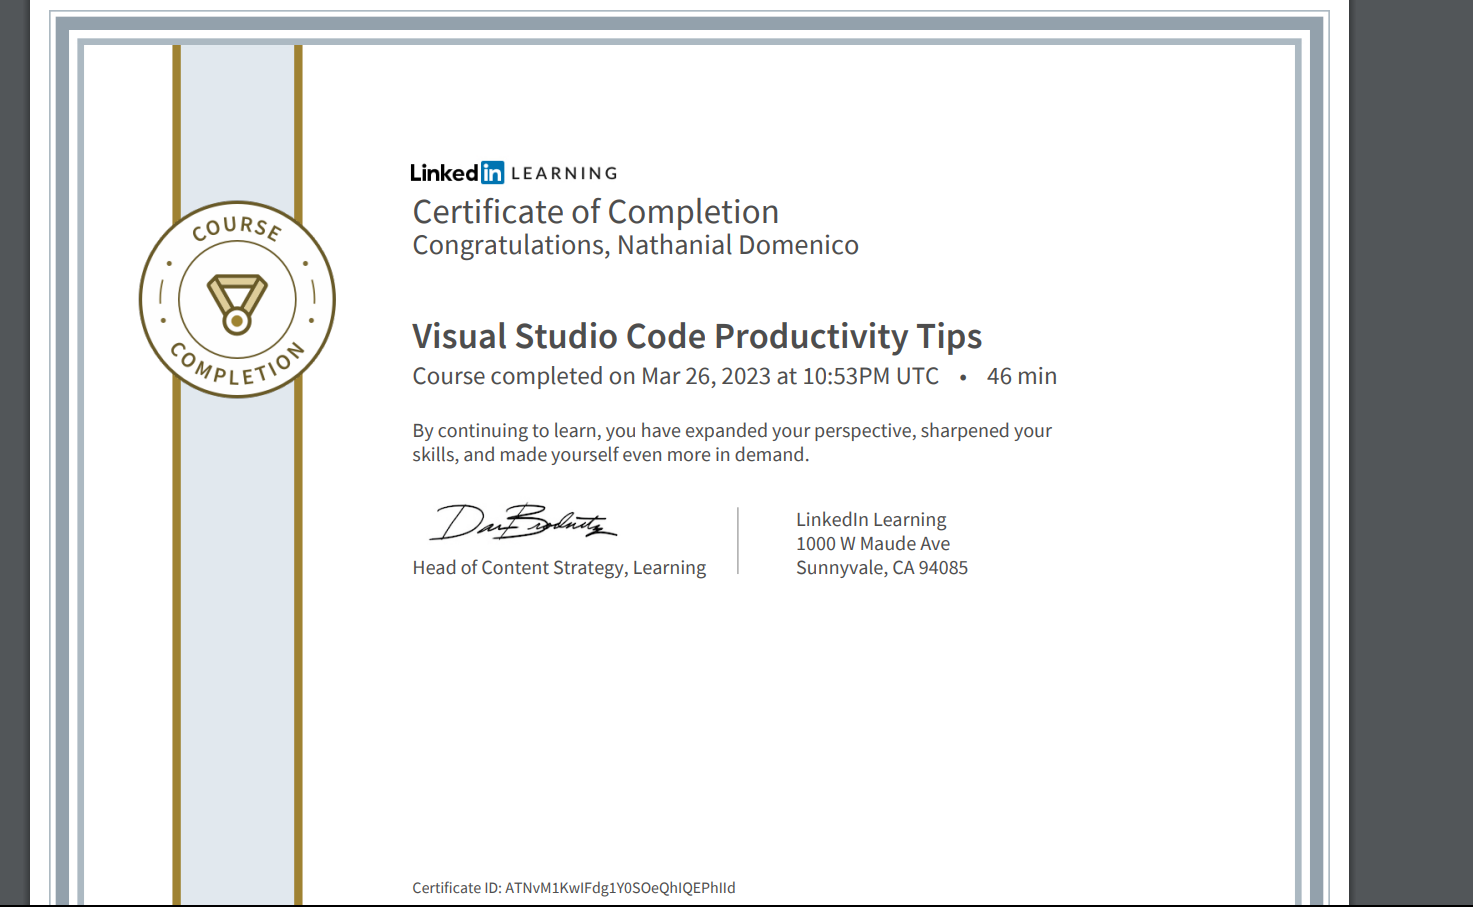 COURSE
COMPLETION
Linked in LEARNING
Certificate of Completion
Congratulations, Nathanial Domenico
Visual Studio Code Productivity Tips
Course completed on Mar 26, 2023 at 10:53PM UTC • 46 min
By continuing to learn, you have expanded your perspective, sharpened your
skills, and made yourself even more in demand.
Head of Content Strategy, Learning
LinkedIn Learning
1000 W Maude Ave
Sunnyvale, CA 94085
Certificate ID: